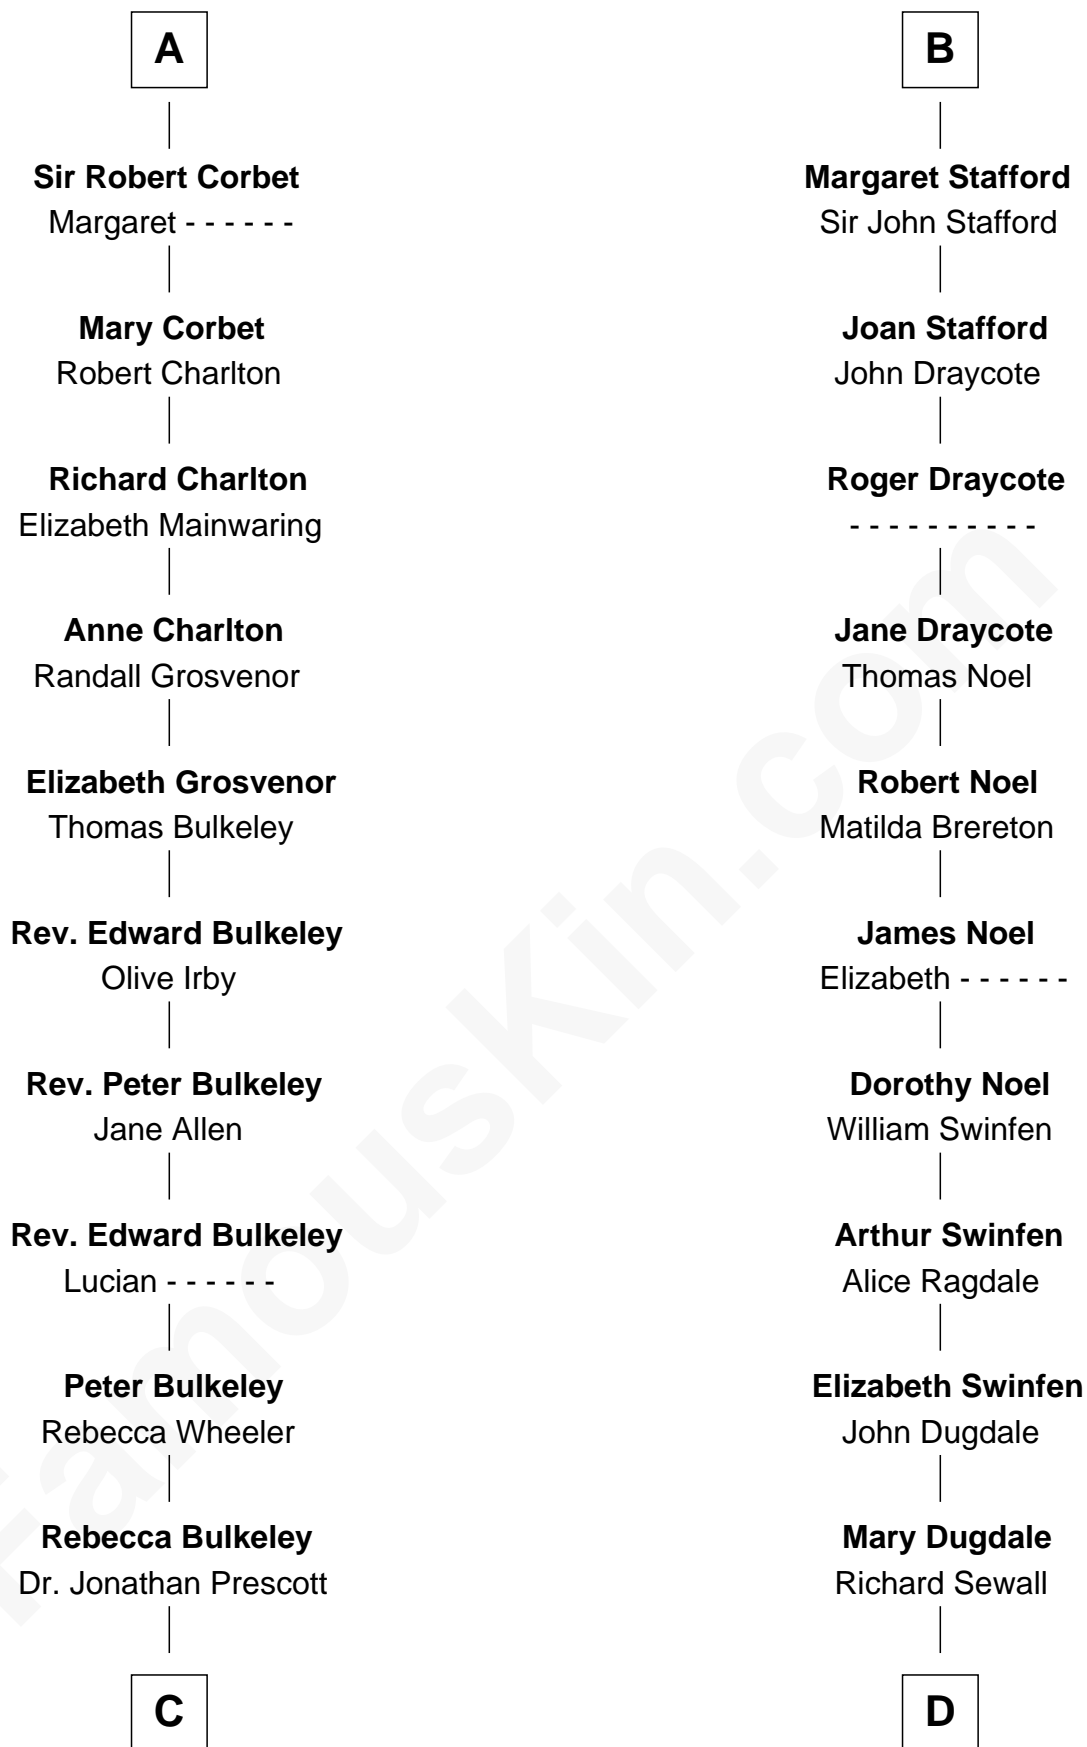 A
Sir Robert Corbet
Margaret - - - - - -
Mary Corbet
Robert Charlton
Richard Charlton
Elizabeth Mainwaring
Anne Charlton
Randall Grosvenor
Elizabeth Grosvenor
Thomas Bulkeley
Rev. Edward Bulkeley
Olive Irby
Rev. Peter Bulkeley
Jane Allen
Rev. Edward Bulkeley
Lucian - - - - - -
Peter Bulkeley
Rebecca Wheeler
Rebecca Bulkeley
Dr. Jonathan Prescott
C
B
Margaret Stafford
Sir John Stafford
Joan Stafford
John Draycote
Roger Draycote
- - - - - - - - - -
Jane Draycote
Thomas Noel
Robert Noel
Matilda Brereton
James Noel
Elizabeth - - - - - -
Dorothy Noel
William Swinfen
Arthur Swinfen
Alice Ragdale
Elizabeth Swinfen
John Dugdale
Mary Dugdale
Richard Sewall
D
FamousKin.com